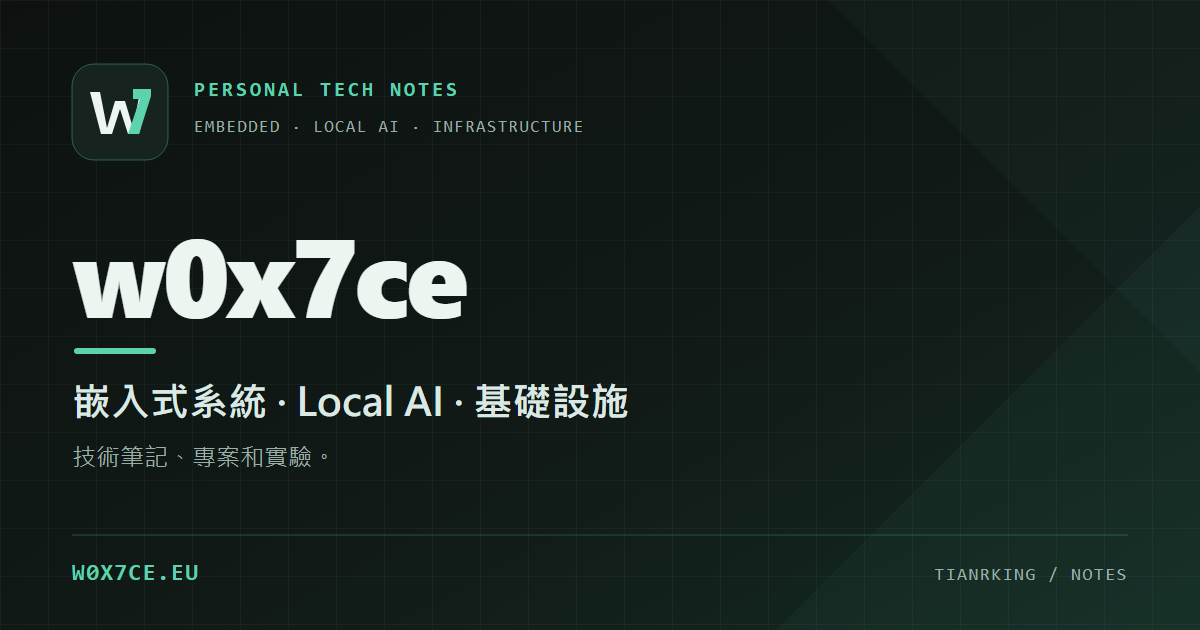 W7
PERSONAL TECH NOTES
EMBEDDED · LOCAL AI · INFRASTRUCTURE
w0x7ce
嵌入式系統 · Local AI · 基礎設施
技術筆記、專案和實驗。
W0X7CE.EU
TIANRKING / NOTES